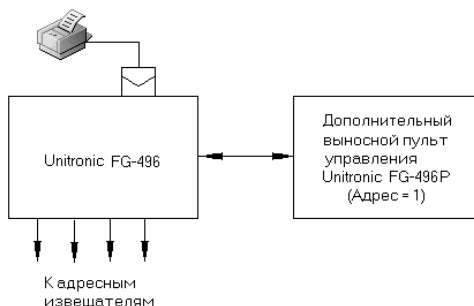 Unitronic FG-496
Дополнительный
выносной пульт
управления
Unitronic FG-496P
(Адрес = 1)
К адресным
извещателям